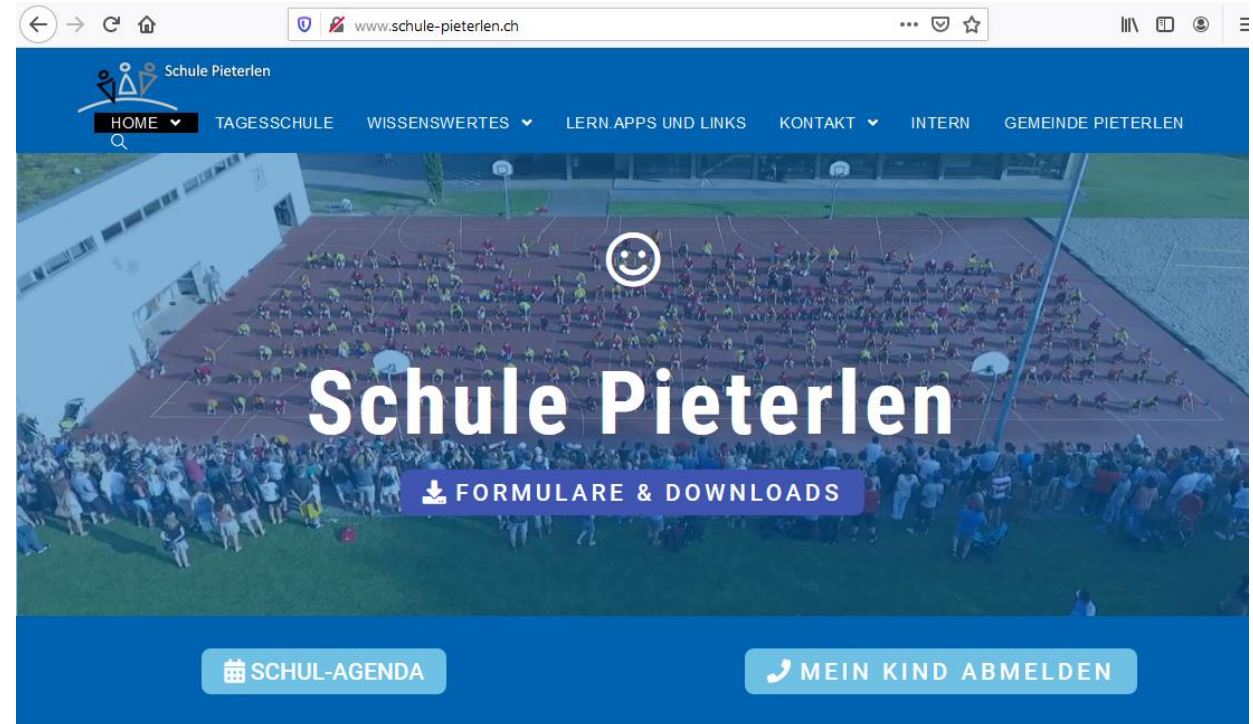 www.schule-pieterlen.ch
Schule Pieterlen
HOME TAGESSCHULE WISSENSWERTES LERN.APPS UND LINKS KONTAKT INTERN GEMEINDE PIETERLEN
Schule Pieterlen
FORMULARE & DOWNLOADS
SCHUL-AGENDA MEIN KIND ABMELDEN